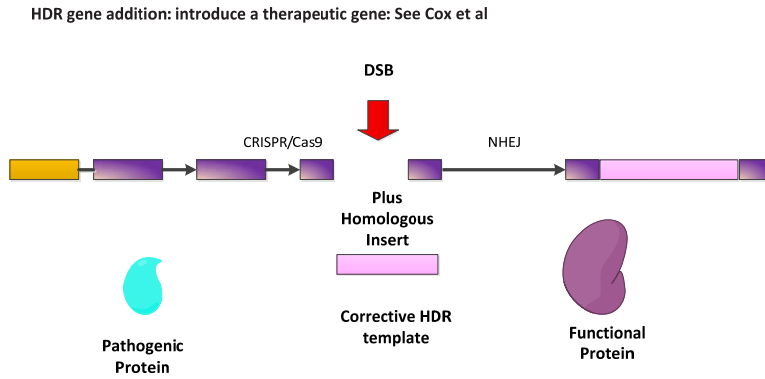 HDR gene addition: introduce a therapeutic gene: See Cox et al
DSB
CRISPR/Cas9
NHEJ
Plus
Homologous
Insert
Corrective HDR
template
Pathogenic
Protein
Functional
Protein